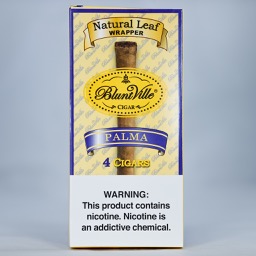 Natural Leaf
WRAPPER
BluntVille
CIGAR
PALMA
4 CIGARS
WARNING:
This product contains
nicotine. Nicotine is
an addictive chemical.